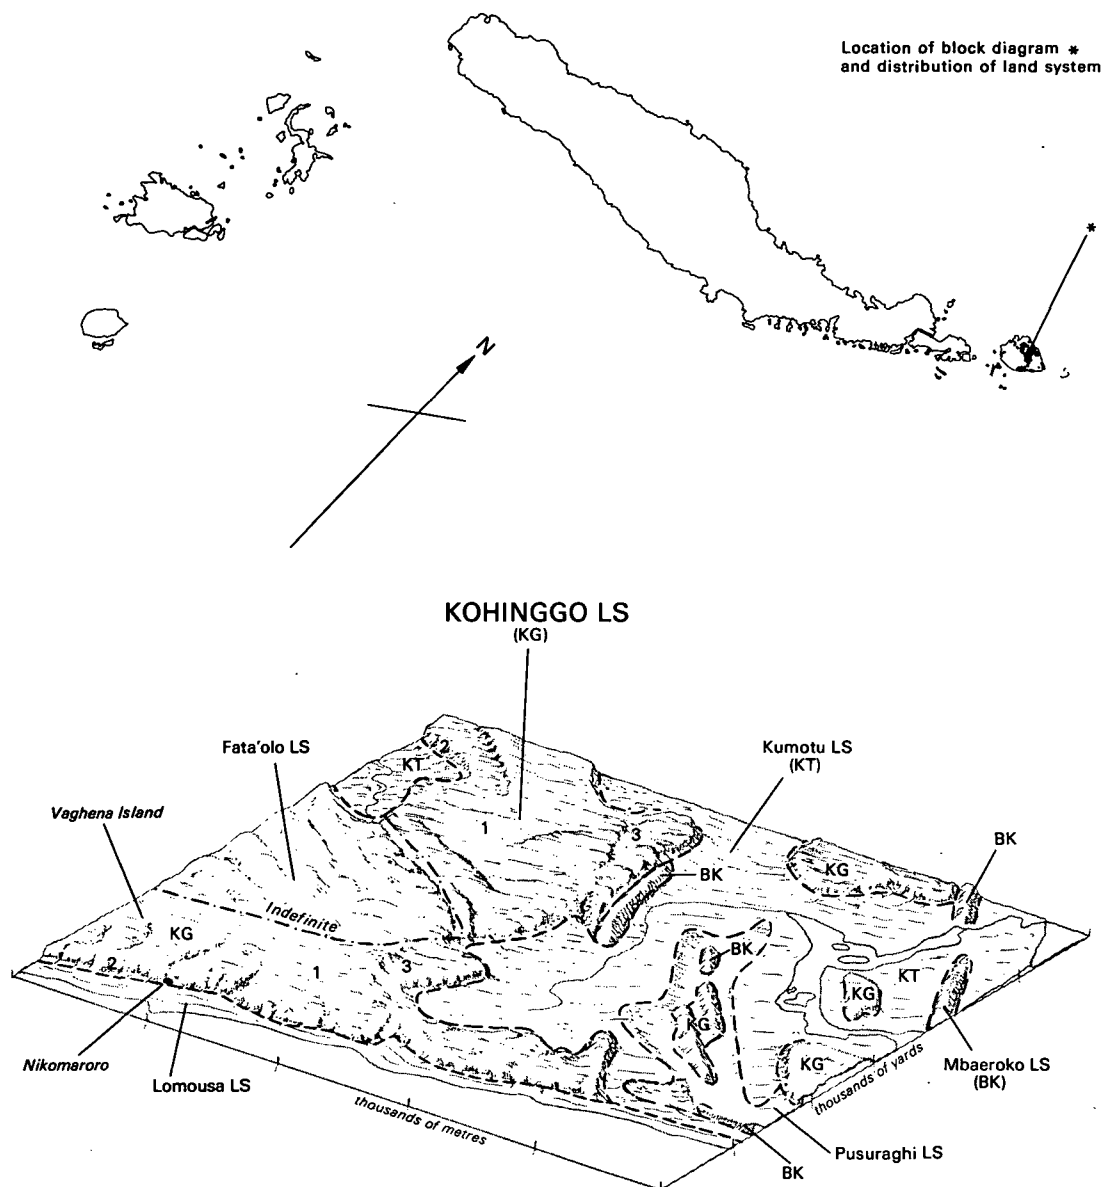 Location of block diagram *
and distribution of land system
*
N
KOHINGGO LS
(KG)
Fata'olo LS
2
KT
Kumotu LS
(KT)
Vaghena Island
1
3
BK
KG
BK
Indefinite
KG
2
1
3
BK
KT
KG
KG
Nikomaroro
Lomousa LS
KG
Mbaeroko LS
(BK)
thousands of yards
thousands of metres
Pusuraghi LS
BK